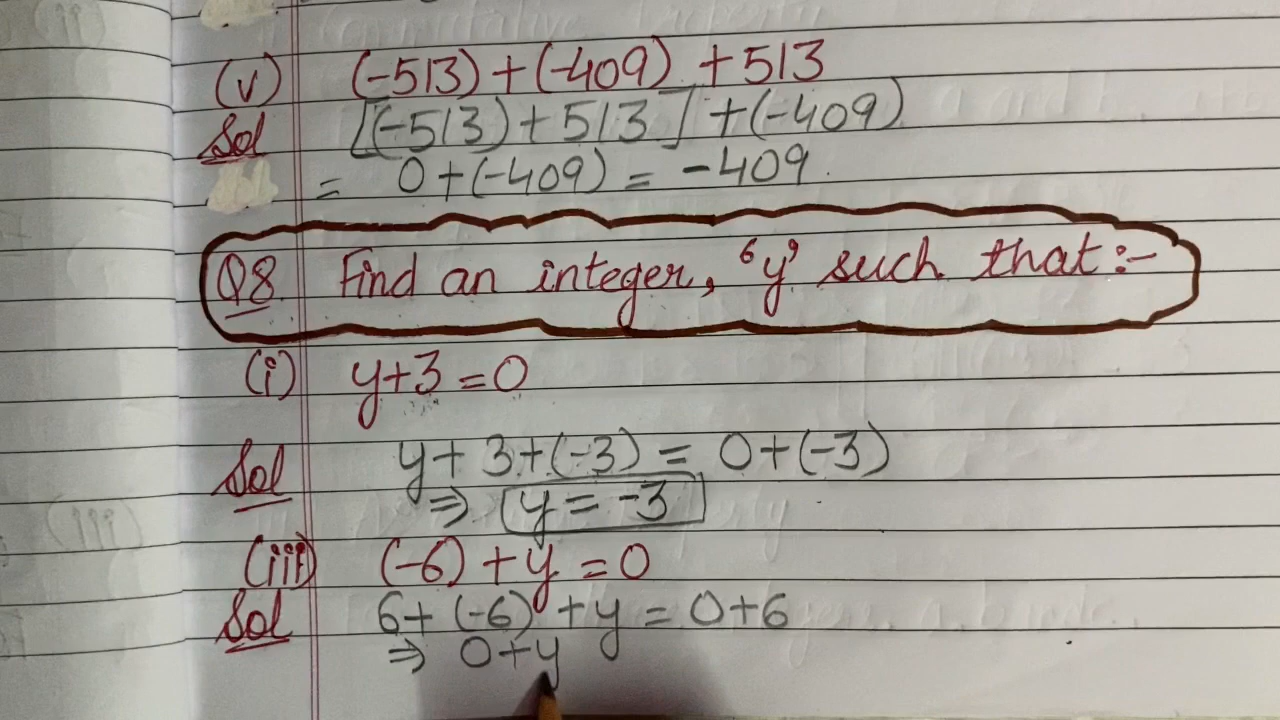 (v) (-513)+(-409) +513
Sol [(-513)+513]+(-409)
= 0+(-409) = -409.
Q8. Find an integer, 'y' such that:-
(i) y+3=0
Sol y+ 3+(-3) = 0+(-3)
⇒ y = -3
(iii) (-6)+y=0
Sol 6+ (-6) +y = 0+6
⇒ 0+y